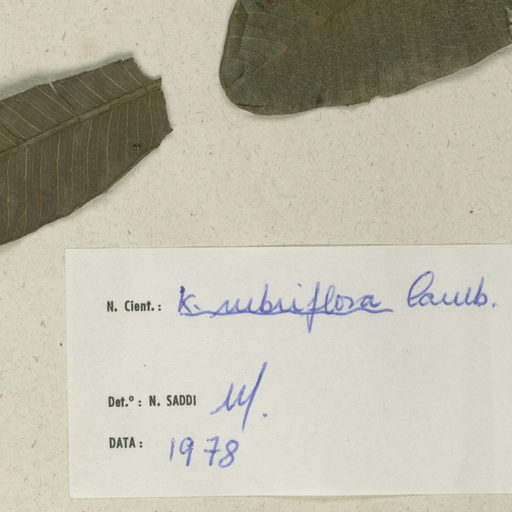 N. Cient.: K. rubriflora Camb.
Det.º: N. SADDI
DATA: 1978